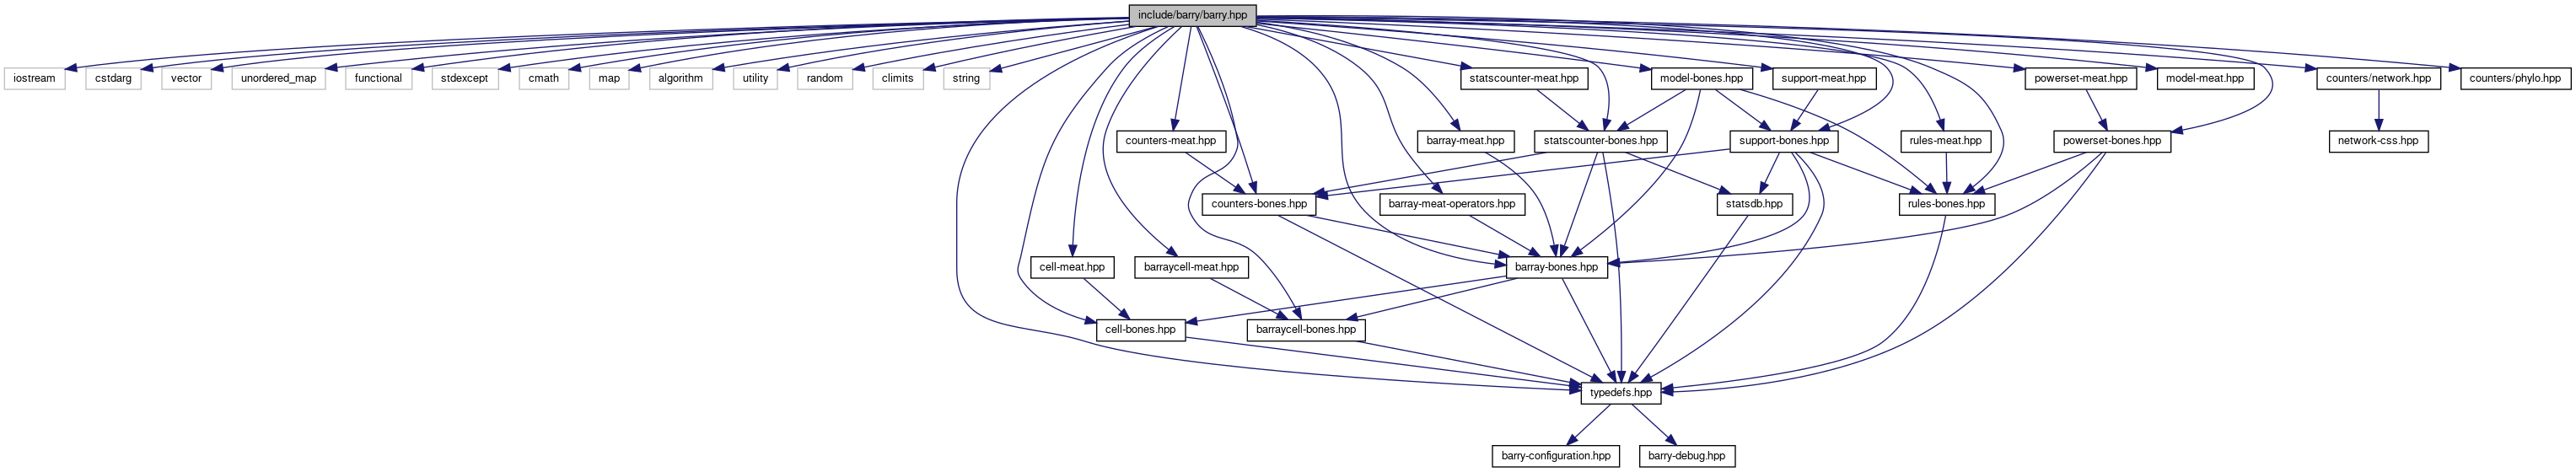 include/barry/barry.hpp
iostream
cstdarg
vector
unordered_map
functional
stdexcept
cmath
map
algorithm
utility
random
climits
string
statscounter-meat.hpp
model-bones.hpp
support-meat.hpp
powerset-meat.hpp
model-meat.hpp
counters/network.hpp
counters/phylo.hpp
counters-meat.hpp
barray-meat.hpp
statscounter-bones.hpp
support-bones.hpp
rules-meat.hpp
powerset-bones.hpp
network-css.hpp
counters-bones.hpp
barray-meat-operators.hpp
statsdb.hpp
rules-bones.hpp
cell-meat.hpp
barraycell-meat.hpp
barray-bones.hpp
cell-bones.hpp
barraycell-bones.hpp
typedefs.hpp
barry-configuration.hpp
barry-debug.hpp